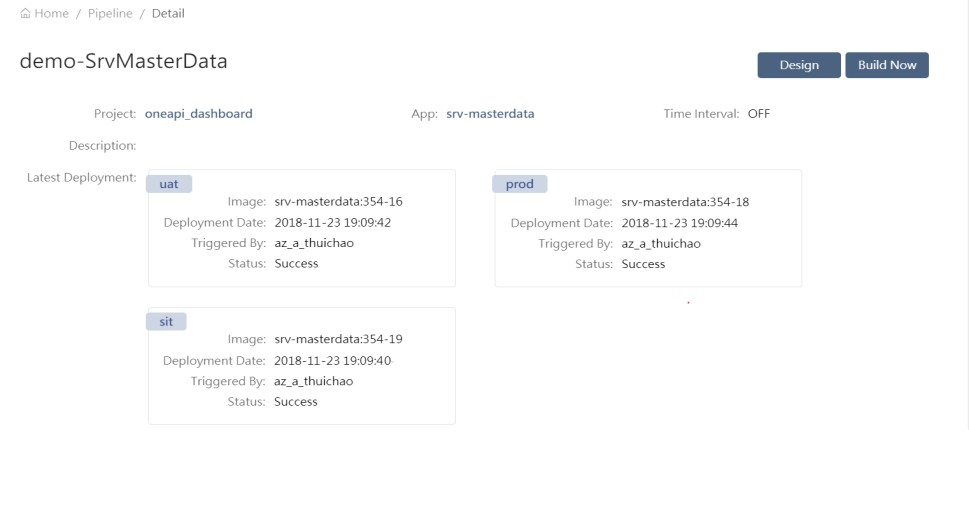 Home / Pipeline / Detail
demo-SrvMasterData
Design Build Now
Project: oneapi_dashboard App: srv-masterdata Time Interval: OFF
Description:
Latest Deployment:
uat
Image: srv-masterdata:354-16
Deployment Date: 2018-11-23 19:09:42
Triggered By: az_a_thuichao
Status: Success
prod
Image: srv-masterdata:354-18
Deployment Date: 2018-11-23 19:09:44
Triggered By: az_a_thuichao
Status: Success
sit
Image: srv-masterdata:354-19
Deployment Date: 2018-11-23 19:09:40
Triggered By: az_a_thuichao
Status: Success